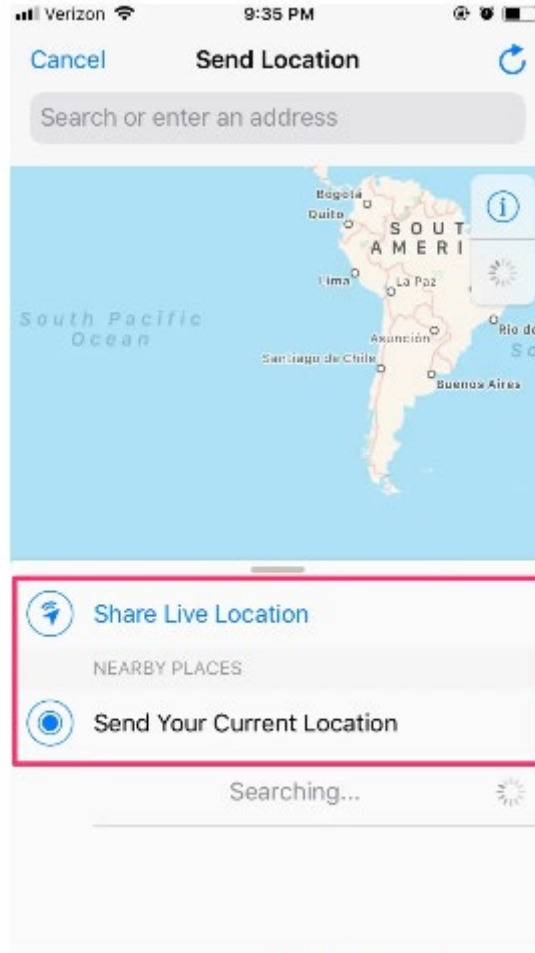 Verizon 9:35 PM
Cancel Send Location
Search or enter an address
Bogotá
Quito
SOUT
AMERI
Lima
La Paz
South Pacific
Ocean
Rio de
Asunción
So
Santiago de Chile
Buenos Aires
Share Live Location
NEARBY PLACES
Send Your Current Location
Searching...